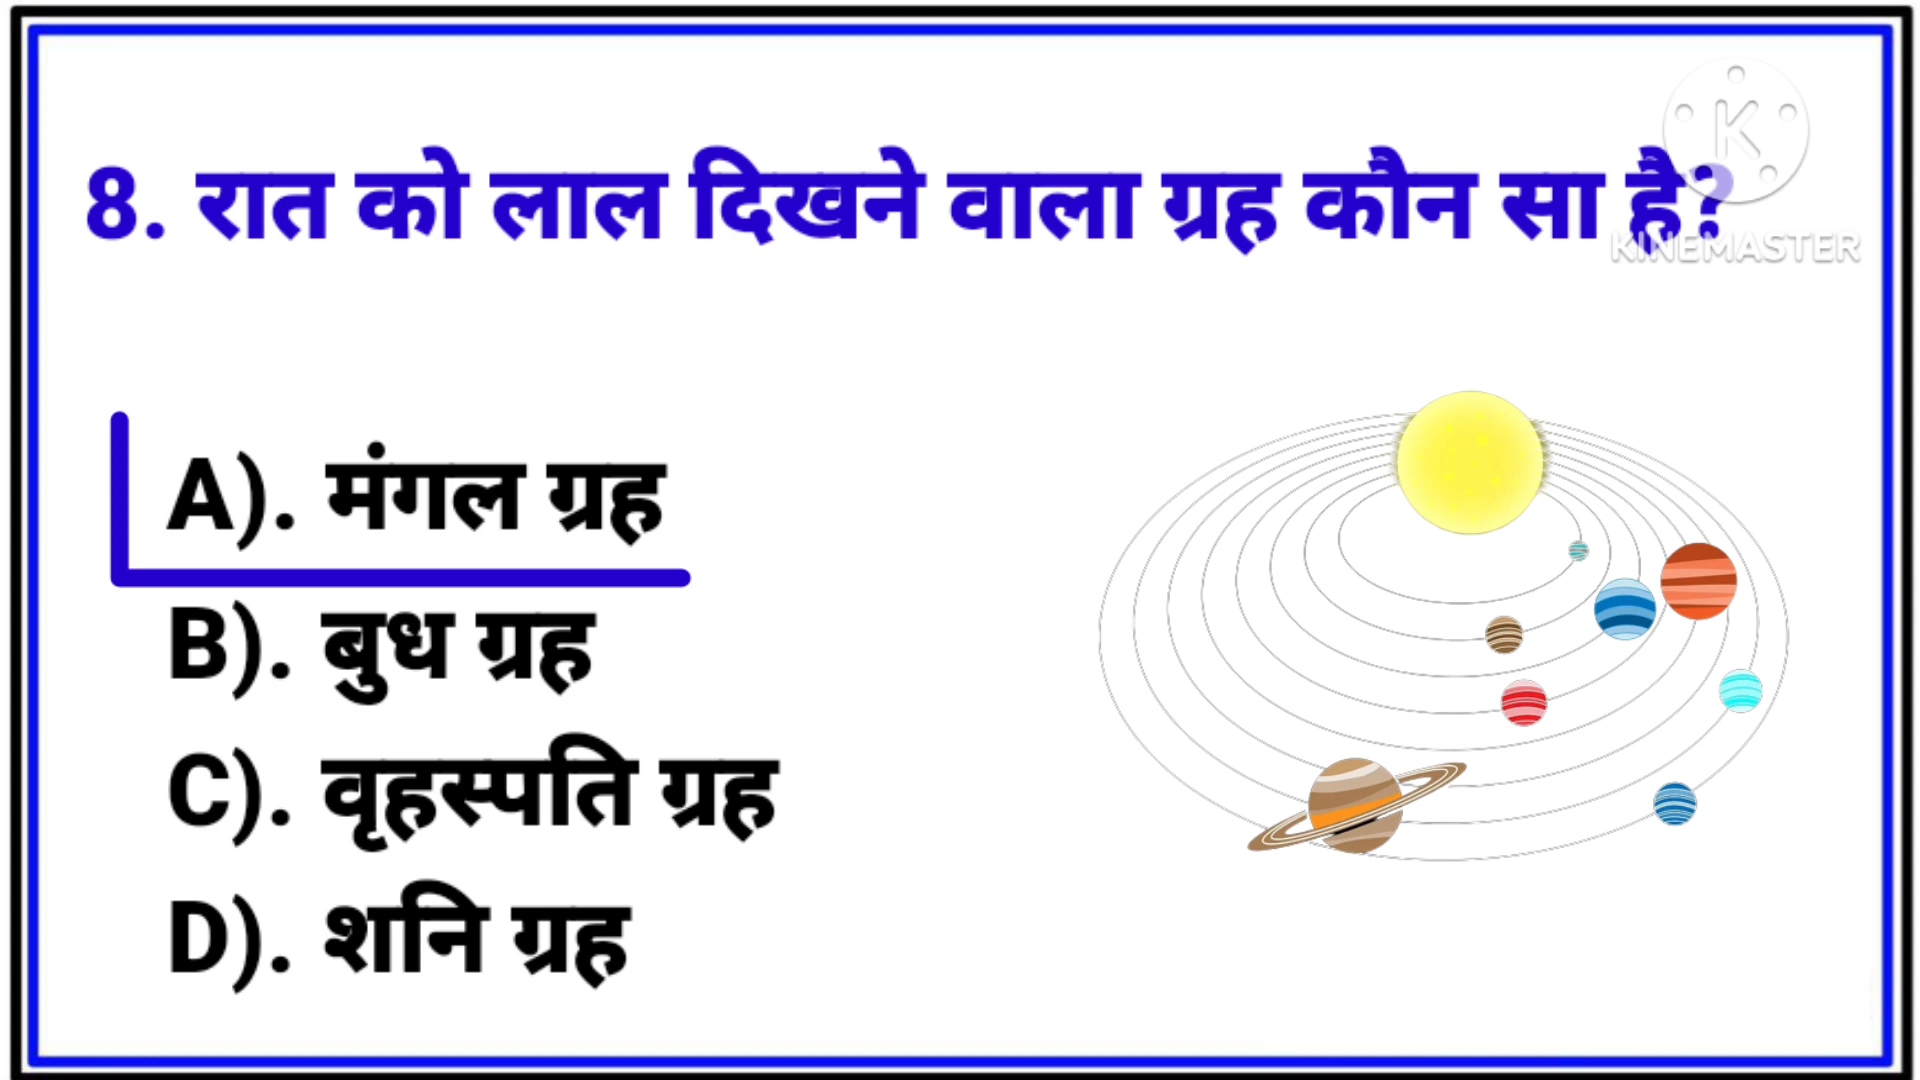 8. रात को लाल दिखने वाला ग्रह कौन सा है?
K
KINEMASTER
A). मंगल ग्रह
B). बुध ग्रह
C). वृहस्पति ग्रह
D). शनि ग्रह